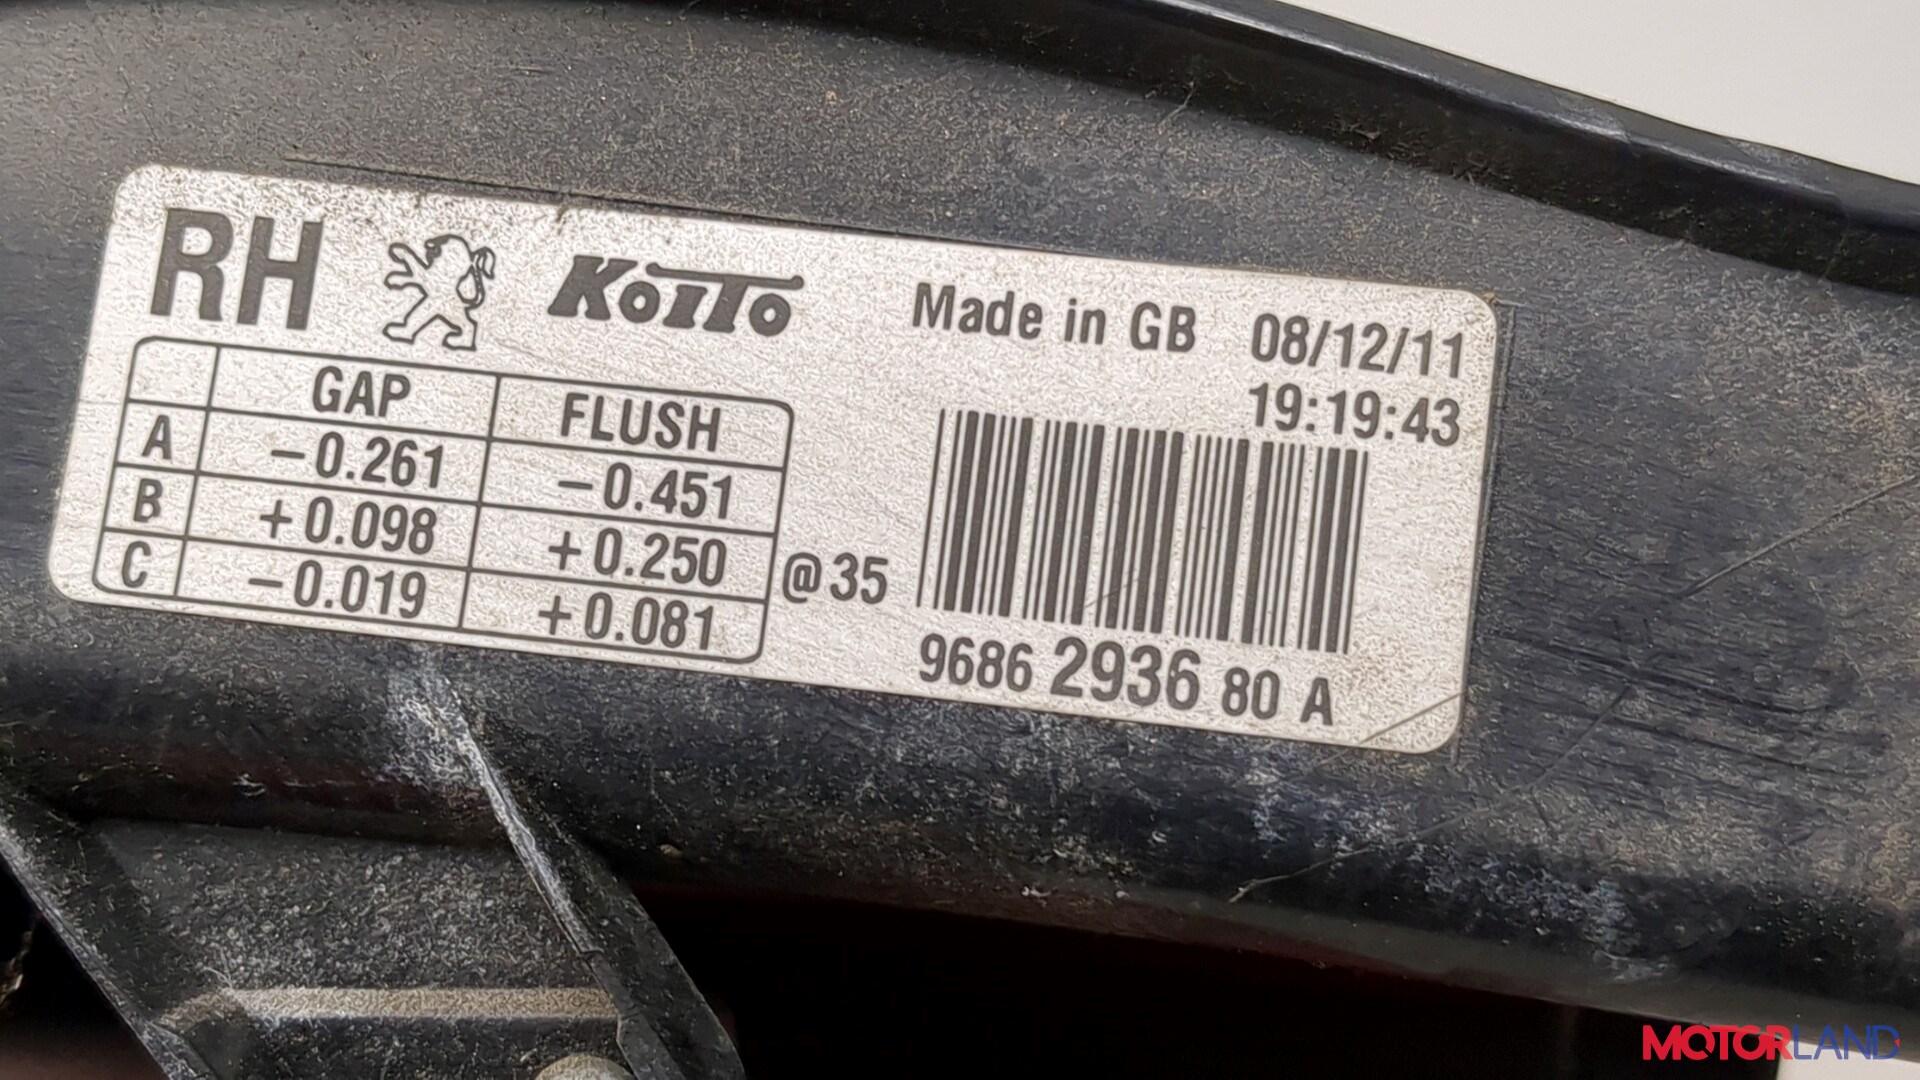 RH KOITO Made in GB 08/12/11
19:19:43
GAP FLUSH
A -0.261 -0.451
B +0.098 +0.250
C -0.019 +0.081
@35
9686 2936 80 A
MOTORLAND